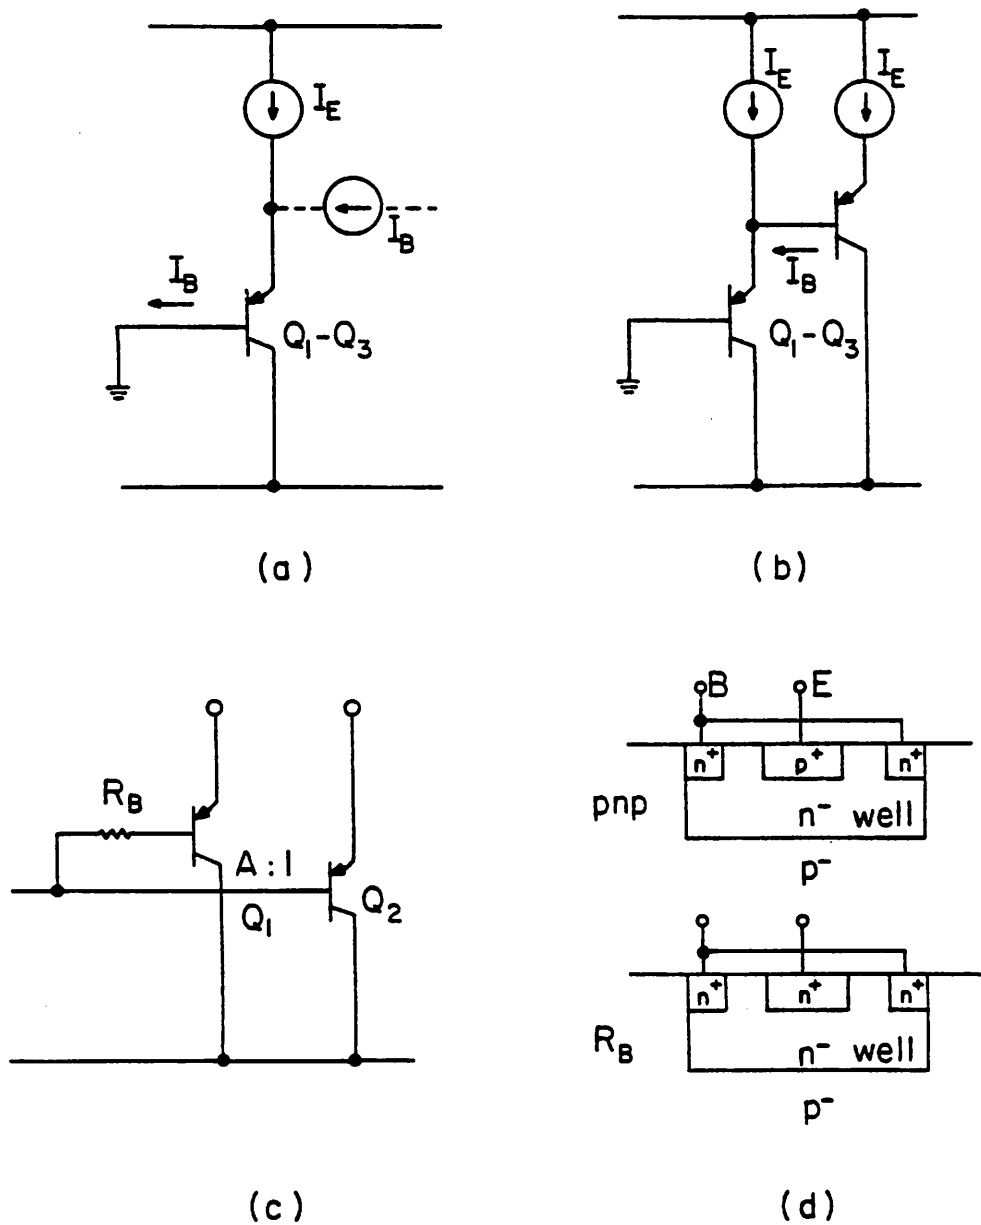 I_E
I_B
I_B
Q_1-Q_3
(a)
I_E
I_E
I_B
Q_1-Q_3
(b)
R_B
A:1
Q_1
Q_2
(c)
B
E
n^+
p^+
n^+
pnp
n^- well
p^-
n^+
n^+
n^+
R_B
n^- well
p^-
(d)